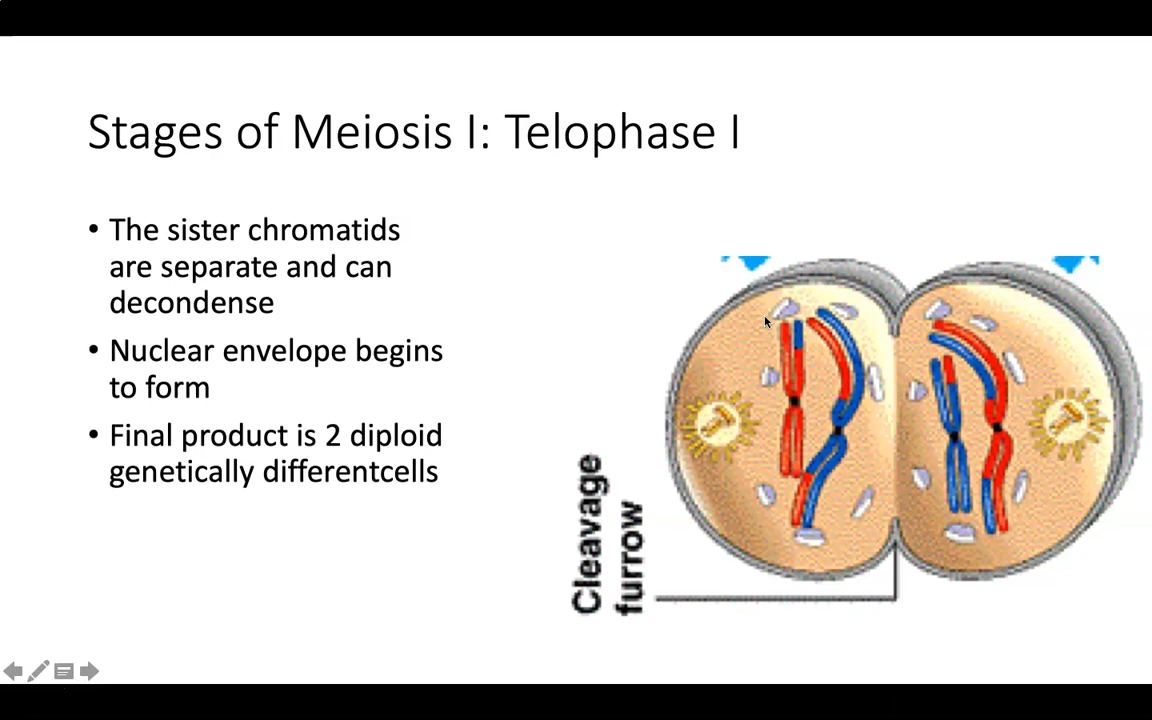 Stages of Meiosis I: Telophase I
• The sister chromatids
are separate and can
decondense
• Nuclear envelope begins
to form
• Final product is 2 diploid
genetically differentcells
Cleavage
furrow